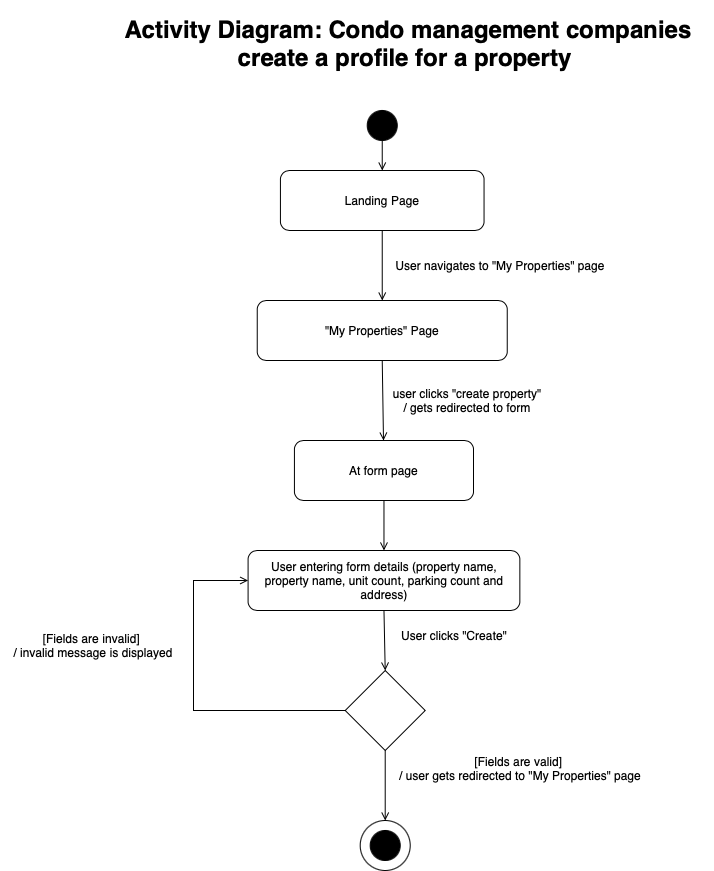 Activity Diagram: Condo management companies
create a profile for a property
Landing Page
User navigates to "My Properties" page
"My Properties" Page
user clicks "create property"
/ gets redirected to form
At form page
User entering form details (property name,
property name, unit count, parking count and
address)
User clicks "Create"
[Fields are invalid]
/ invalid message is displayed
[Fields are valid]
/ user gets redirected to "My Properties" page